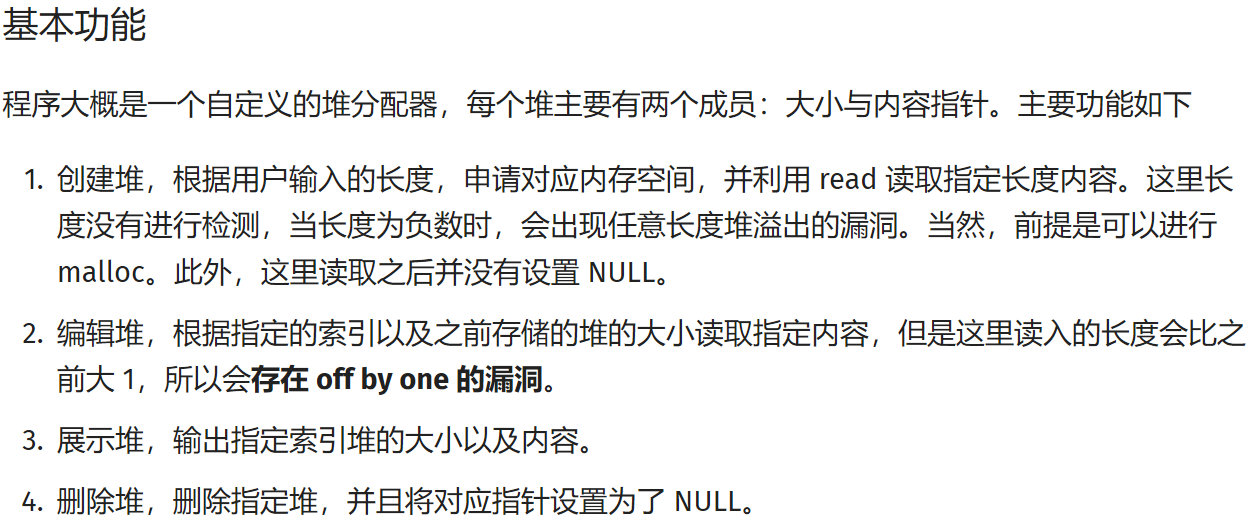 基本功能
程序大概是一个自定义的堆分配器，每个堆主要有两个成员：大小与内容指针。主要功能如下
1. 创建堆，根据用户输入的长度，申请对应内存空间，并利用 read 读取指定长度内容。这里长
度没有进行检测，当长度为负数时，会出现任意长度堆溢出的漏洞。当然，前提是可以进行
malloc。此外，这里读取之后并没有设置 NULL。
2. 编辑堆，根据指定的索引以及之前存储的堆的大小读取指定内容，但是这里读入的长度会比之
前大 1，所以会存在 off by one 的漏洞。
3. 展示堆，输出指定索引堆的大小以及内容。
4. 删除堆，删除指定堆，并且将对应指针设置为了 NULL。